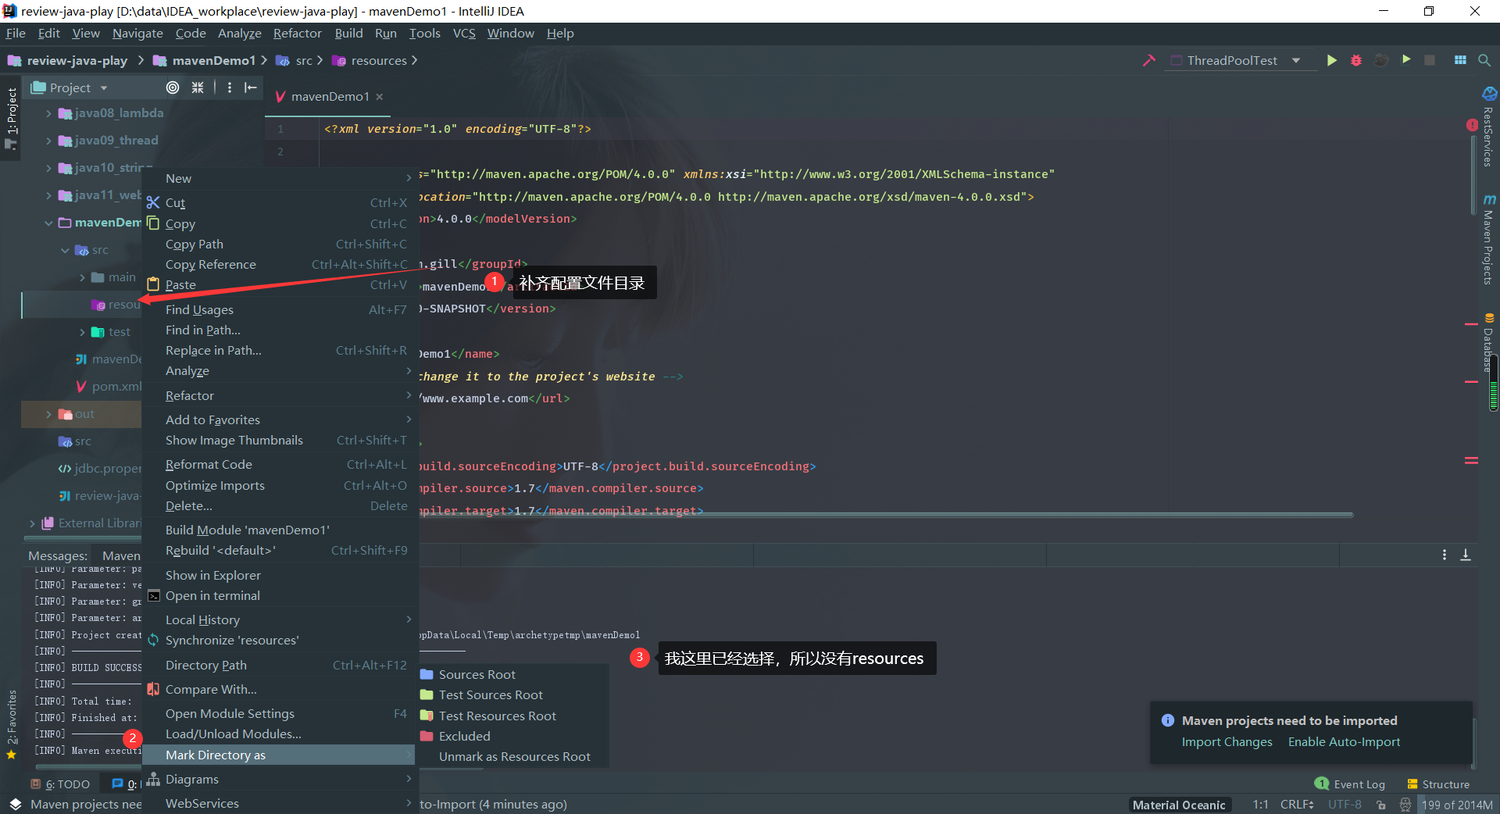 review-java-play [D:\data\IDEA_workplace\review-java-play] - mavenDemo1 - IntelliJ IDEA
File Edit View Navigate Code Analyze Refactor Build Run Tools VCS Window Help
review-java-play mavenDemo1 src resources
ThreadPoolTest
1: Project
Project
mavenDemo1
java08_lambda
java09_thread
java10_string
java11_web
mavenDem
src
main
resou
test
mavenDe
pom.xml
out
src
jdbc.proper
review-java-
External Librari
1 <?xml version="1.0" encoding="UTF-8"?>
2
s="http://maven.apache.org/POM/4.0.0" xmlns:xsi="http://www.w3.org/2001/XMLSchema-instance"
ocation="http://maven.apache.org/POM/4.0.0 http://maven.apache.org/xsd/maven-4.0.0.xsd">
on>4.0.0</modelVersion>
.gill</groupId>
>mavenDemo
-SNAPSHOT</version>
Demo1</name>
change it to the project's website -->
/www.example.com</url>
build.sourceEncoding>UTF-8</project.build.sourceEncoding>
piler.source>1.7</maven.compiler.source>
piler.target>1.7</maven.compiler.target>
1 补齐配置文件目录
New
Cut Ctrl+X
Copy Ctrl+C
Copy Path Ctrl+Shift+C
Copy Reference Ctrl+Alt+Shift+C
Paste Ctrl+V
Find Usages Alt+F7
Find in Path...
Replace in Path... Ctrl+Shift+R
Analyze
Refactor
Add to Favorites
Show Image Thumbnails Ctrl+Shift+T
Reformat Code Ctrl+Alt+L
Optimize Imports Ctrl+Alt+O
Delete... Delete
Build Module 'mavenDemo1'
Rebuild '<default>' Ctrl+Shift+F9
Show in Explorer
Open in terminal
Local History
Synchronize 'resources'
Directory Path Ctrl+Alt+F12
Compare With...
Open Module Settings F4
Load/Unload Modules...
2 Mark Directory as
Diagrams
WebServices
Sources Root
Test Sources Root
Test Resources Root
Excluded
Unmark as Resources Root
3 我这里已经选择，所以没有resources
Messages: Maven
[INFO] Parameter: pa
[INFO] Parameter: ve
[INFO] Parameter: gr
[INFO] Parameter: ar
[INFO] Project creat
ppData\Local\Temp\archetypetmp\mavenDemo1
[INFO]
[INFO] BUILD SUCCESS
[INFO]
[INFO] Total time:
[INFO] Finished at:
[INFO]
[INFO] Maven executi
Maven projects need to be imported
Import Changes Enable Auto-Import
RestServices
Maven Projects
Database
2: Favorites
6: TODO 0:
1 Event Log Structure
Maven projects nee
to-Import (4 minutes ago)
Material Oceanic 1:1 CRLF UTF-8 199 of 2014M